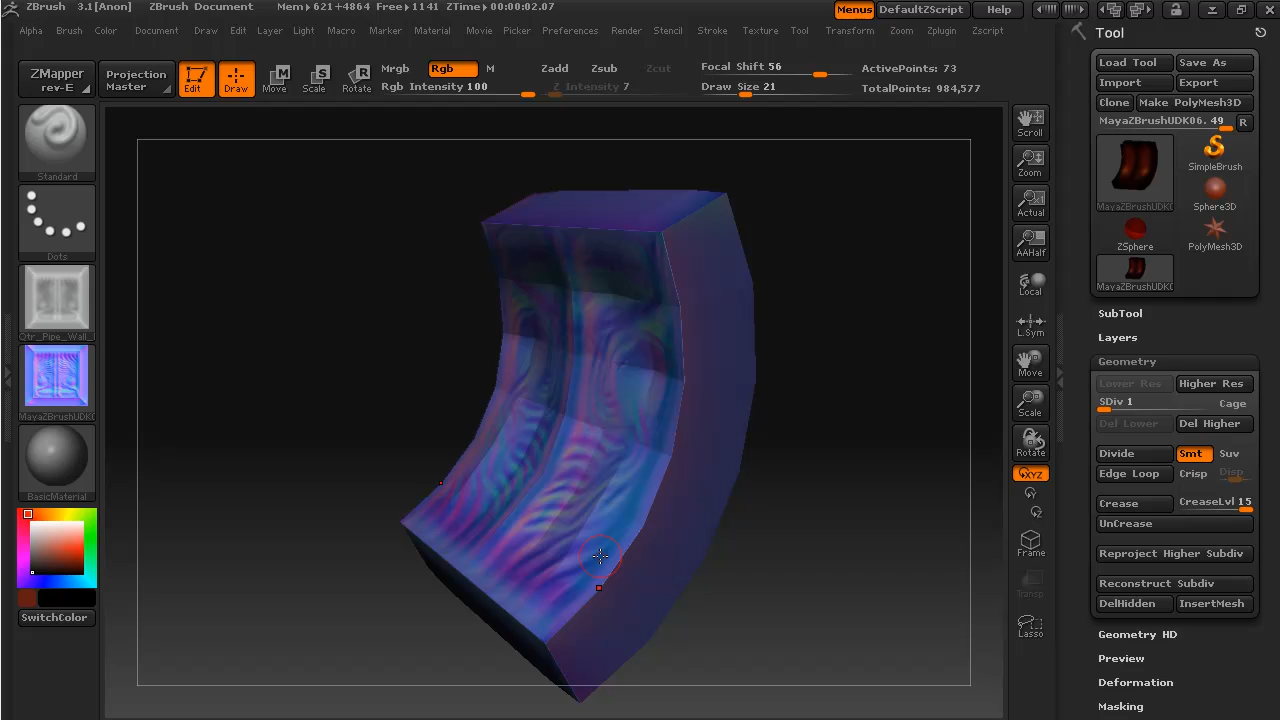 ZBrush 3.1[Anon] ZBrush Document Mem▸621+4864 Free▸1141 ZTime▸00:00:02.07 Menus DefaultZScript Help
Alpha Brush Color Document Draw Edit Layer Light Macro Marker Material Movie Picker Preferences Render Stencil Stroke Texture Tool Transform Zoom Zplugin Zscript
Tool
ZMapper
rev-E
Projection
Master
Edit
Draw
Move
Scale
Rotate
Mrgb Rgb M
Rgb Intensity 100
Zadd Zsub Zcut
Z Intensity 7
Focal Shift 56
Draw Size 21
ActivePoints: 73
TotalPoints: 984,577
Standard
Dots
Qtr_Pipe_Wall_
MayaZBrushUDK0
BasicMaterial
SwitchColor
Scroll
Zoom
Actual
AAHalf
Local
L.Sym
Move
Scale
Rotate
XYZ
Frame
Transp
Lasso
Load Tool Save As
Import Export
Clone Make PolyMesh3D
MayaZBrushUDK06. 49 R
MayaZBrushUDK0
SimpleBrush
Sphere3D
ZSphere
PolyMesh3D
MayaZBrushUDK0
SubTool
Layers
Geometry
Lower Res Higher Res
SDiv 1 Cage
Def Lower Del Higher
Divide Smt Suv
Edge Loop Crisp Disp
Crease CreaseLvl 15
UnCrease
Reproject Higher Subdiv
Reconstruct Subdiv
DelHidden InsertMesh
Geometry HD
Preview
Deformation
Masking